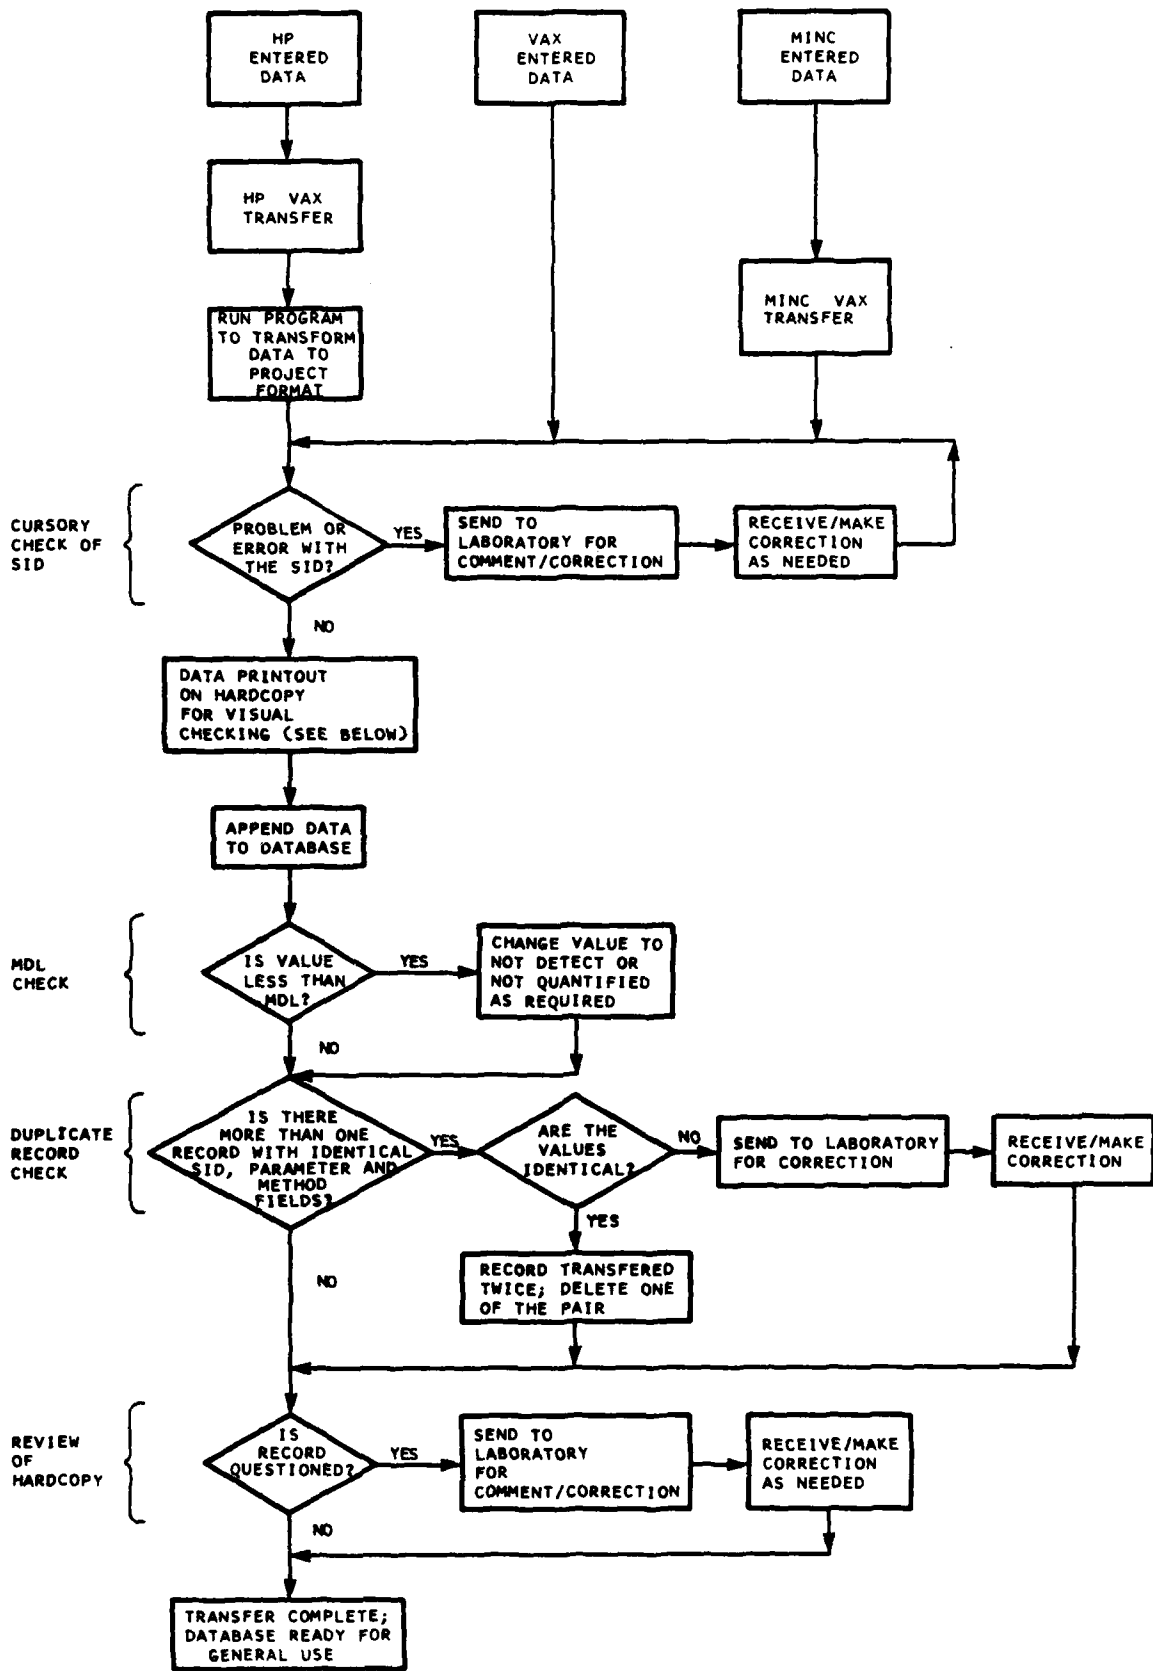 HP
ENTERED
DATA
VAX
ENTERED
DATA
MINC
ENTERED
DATA
HP VAX
TRANSFER
MINC VAX
TRANSFER
RUN PROGRAM
TO TRANSFORM
DATA TO
PROJECT
FORMAT
CURSORY
CHECK OF
SID
PROBLEM OR
ERROR WITH
THE SID?
YES
SEND TO
LABORATORY FOR
COMMENT/CORRECTION
RECEIVE/MAKE
CORRECTION
AS NEEDED
NO
DATA PRINTOUT
ON HARDCOPY
FOR VISUAL
CHECKING (SEE BELOW)
APPEND DATA
TO DATABASE
MDL
CHECK
IS VALUE
LESS THAN
MDL?
YES
CHANGE VALUE TO
NOT DETECT OR
NOT QUANTIFIED
AS REQUIRED
NO
DUPLICATE
RECORD
CHECK
IS THERE
MORE THAN ONE
RECORD WITH IDENTICAL
SID, PARAMETER AND
METHOD
FIELDS?
YES
ARE THE
VALUES
IDENTICAL?
NO
SEND TO LABORATORY
FOR CORRECTION
RECEIVE/MAKE
CORRECTION
YES
RECORD TRANSFERED
TWICE; DELETE ONE
OF THE PAIR
NO
REVIEW
OF
HARDCOPY
IS
RECORD
QUESTIONED?
YES
SEND TO
LABORATORY
FOR
COMMENT/CORRECTION
RECEIVE/MAKE
CORRECTION
AS NEEDED
NO
TRANSFER COMPLETE;
DATABASE READY FOR
GENERAL USE